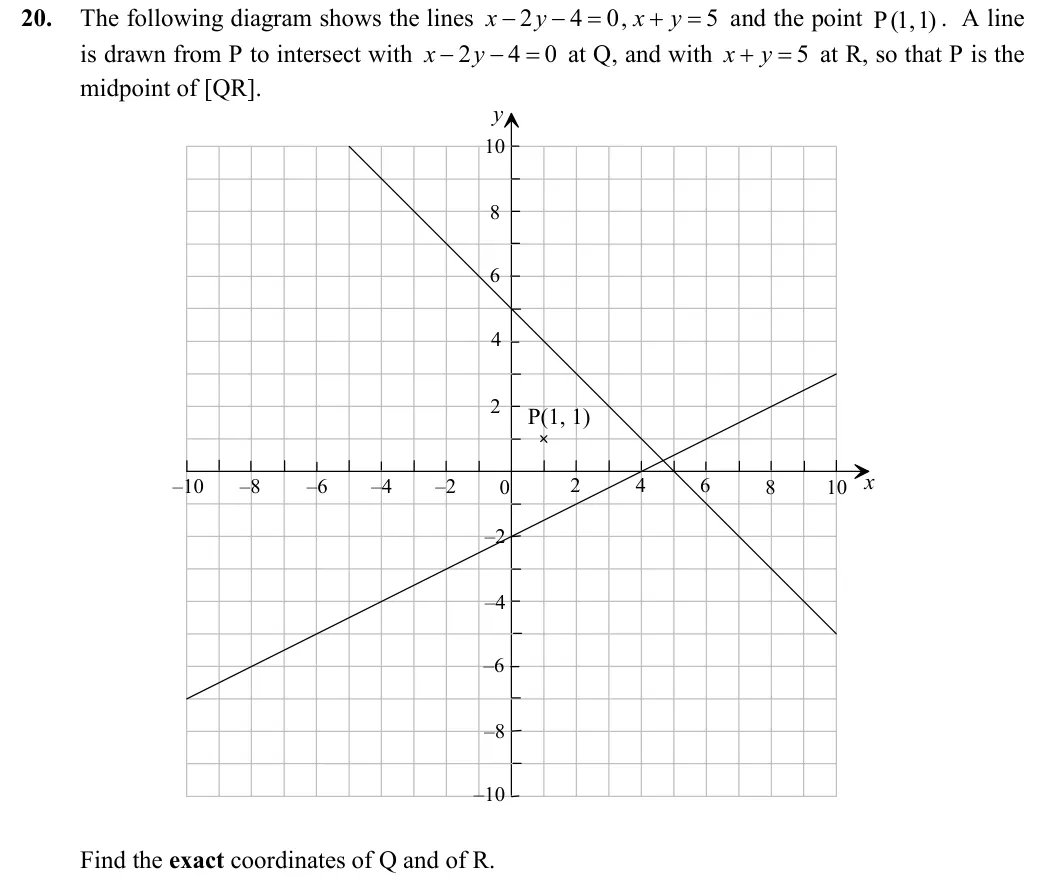 20. The following diagram shows the lines x − 2y − 4 = 0, x + y = 5 and the point P(1, 1). A line
is drawn from P to intersect with x − 2y − 4 = 0 at Q, and with x + y = 5 at R, so that P is the
midpoint of [QR].
y
10
8
6
4
2
P(1, 1)
–10 –8 –6 –4 –2 0 2 4 6 8 10 x
–2
–4
–6
–8
–10
Find the exact coordinates of Q and of R.